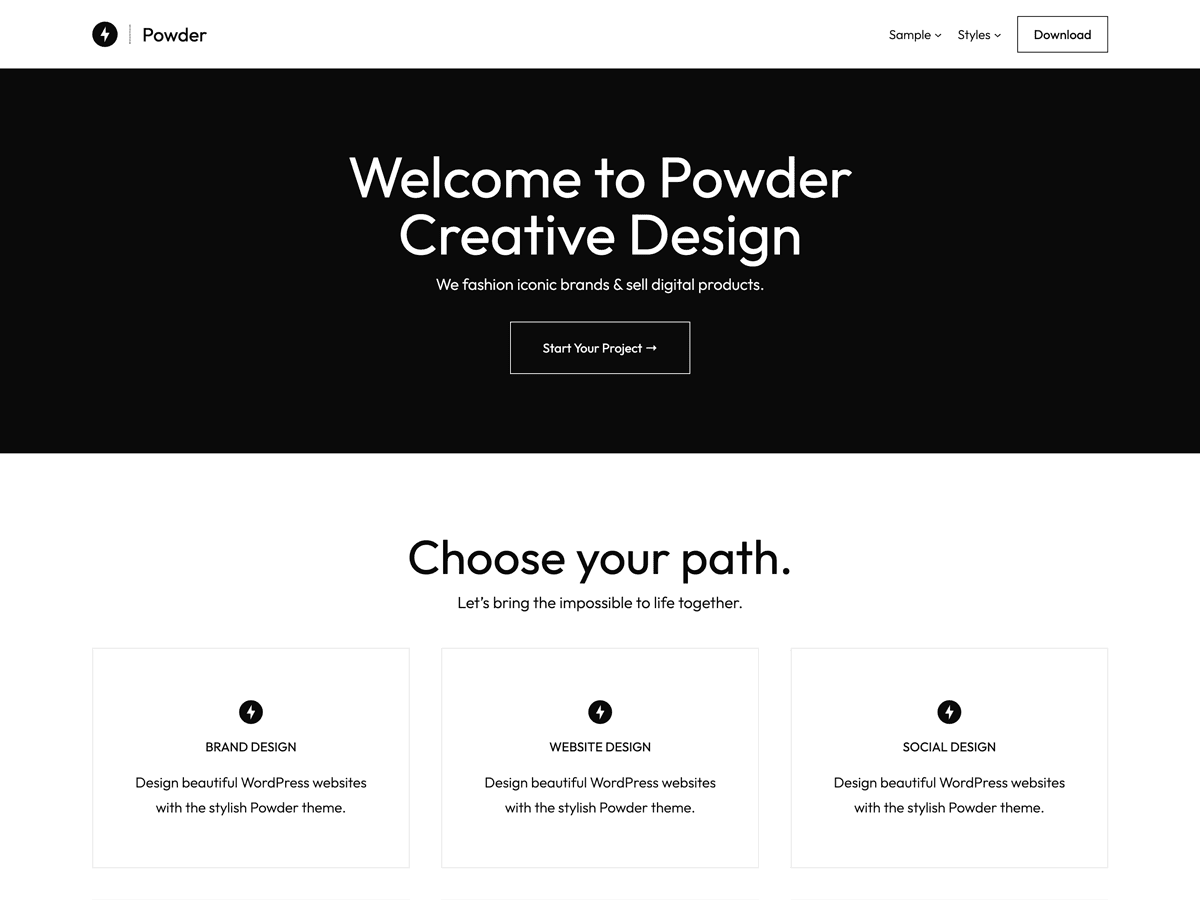 Powder
Sample
Styles
Download
Welcome to Powder
Creative Design
We fashion iconic brands & sell digital products.
Start Your Project →
Choose your path.
Let’s bring the impossible to life together.
BRAND DESIGN
Design beautiful WordPress websites
with the stylish Powder theme.
WEBSITE DESIGN
Design beautiful WordPress websites
with the stylish Powder theme.
SOCIAL DESIGN
Design beautiful WordPress websites
with the stylish Powder theme.